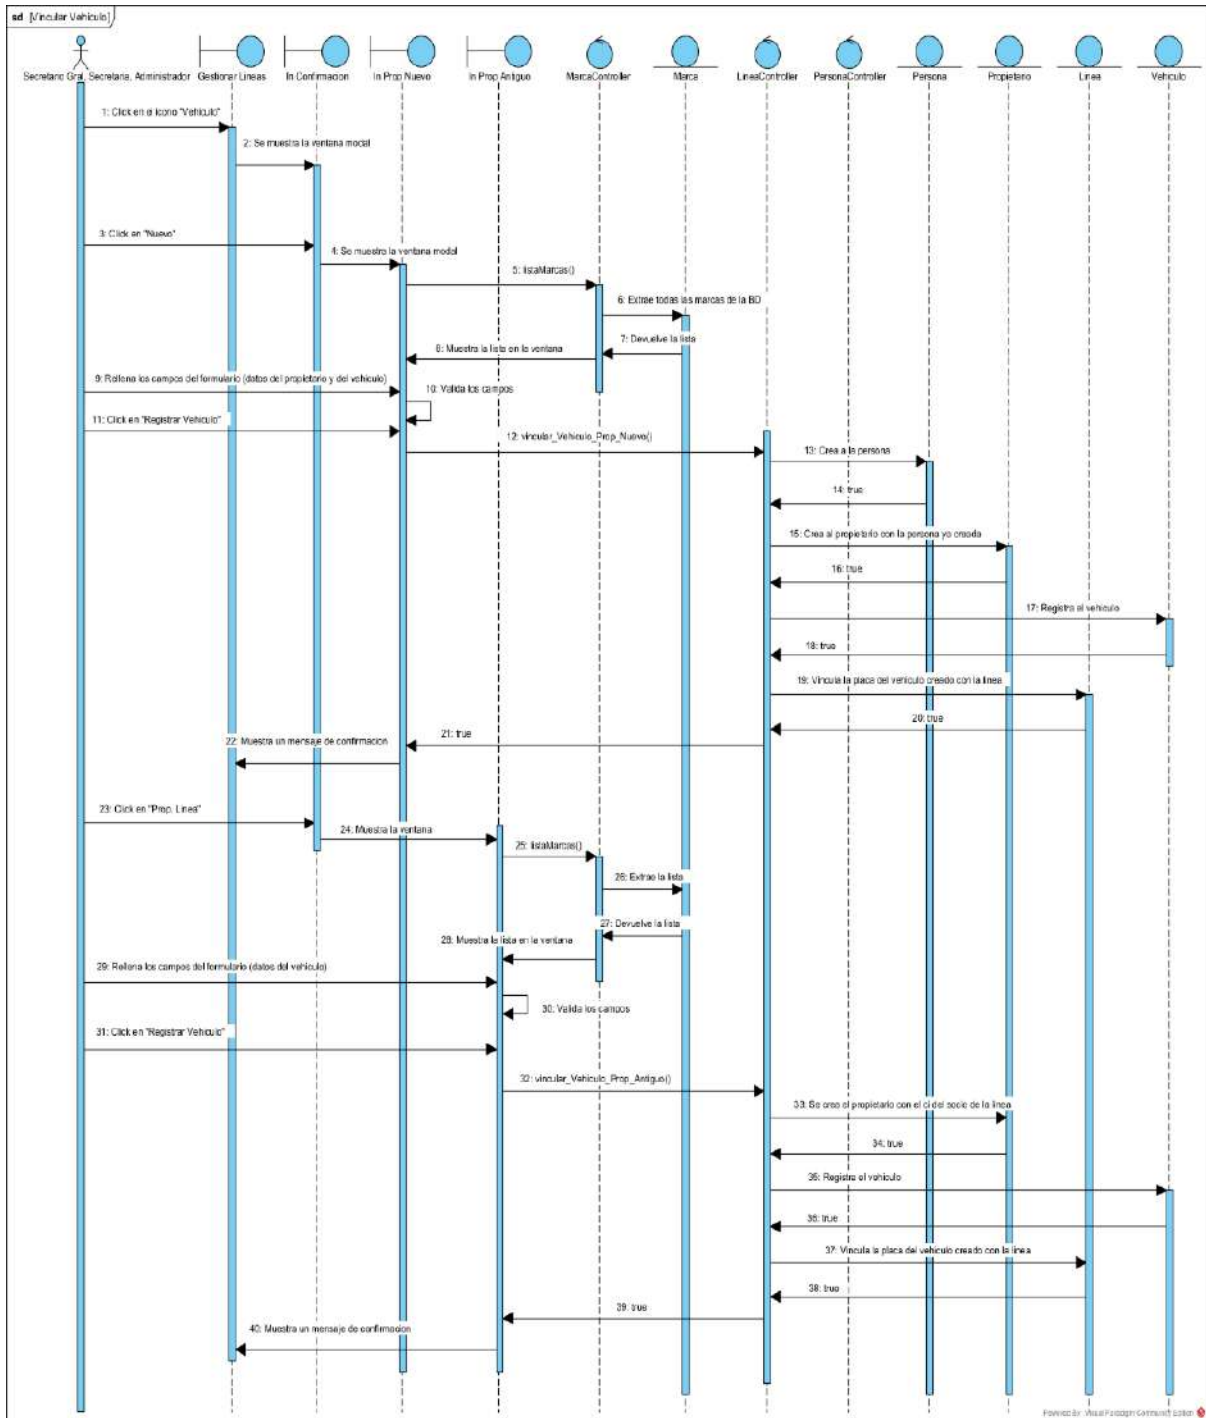 sd [Vincular Vehiculo]
Secretario Gral, Secretaria, Administrador
Gestionar Lineas
In Confirmacion
In Prop Nuevo
In Prop Antiguo
MarcaController
Marca
LineaController
PersonaController
Persona
Propietario
Linea
Vehiculo
1: Click en el icono "Vehiculo"
2: Se muestra la ventana modal
3: Click en "Nuevo"
4: Se muestra la ventana modal
5: listaMarcas()
6: Extrae todas las marcas de la BD
7: Devuelve la lista
8: Muestra la lista en la ventana
9: Rellena los campos del formulario (datos del propietario y del vehiculo)
10: Valida los campos
11: Click en "Registrar Vehiculo"
12: vincular_Vehiculo_Prop_Nuevo()
13: Crea a la persona
14: true
15: Crea al propietario con la persona ya creada
16: true
17: Registra el vehiculo
18: true
19: Vincula la placa del vehiculo creado con la linea
20: true
21: true
22: Muestra un mensaje de confirmacion
23: Click en "Prop. Linea"
24: Muestra la ventana
25: listaMarcas()
26: Extrae la lista
27: Devuelve la lista
28: Muestra la lista en la ventana
29: Rellena los campos del formulario (datos del vehiculo)
30: Valida los campos
31: Click en "Registrar Vehiculo"
32: vincular_Vehiculo_Prop_Antiguo()
33: Se crea el propietario con el ci del socio de la linea
34: true
35: Registra el vehiculo
36: true
37: Vincula la placa del vehiculo creado con la linea
38: true
39: true
40: Muestra un mensaje de confirmacion
Powered By: Visual Paradigm Community Edition